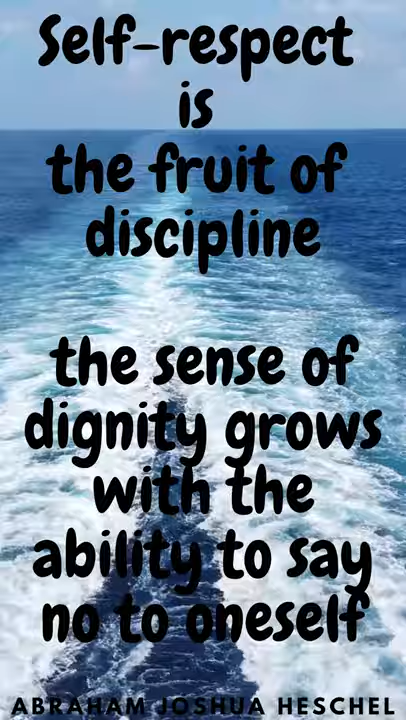 Self-respect
is
the fruit of
discipline
the sense of
dignity grows
with the
ability to say
no to oneself
ABRAHAM JOSHUA HESCHEL